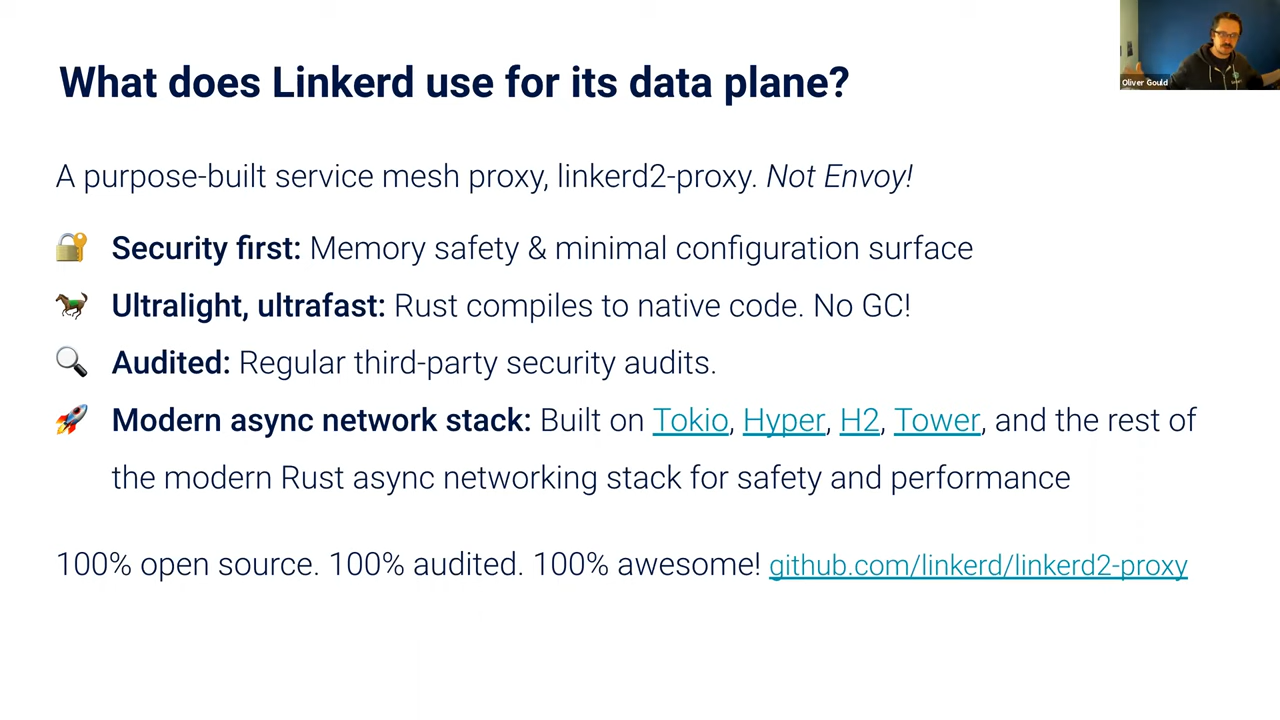 What does Linkerd use for its data plane?
Oliver Gould
A purpose-built service mesh proxy, linkerd2-proxy. Not Envoy!
Security first: Memory safety & minimal configuration surface
Ultralight, ultrafast: Rust compiles to native code. No GC!
Audited: Regular third-party security audits.
Modern async network stack: Built on Tokio, Hyper, H2, Tower, and the rest of
the modern Rust async networking stack for safety and performance
100% open source. 100% audited. 100% awesome! github.com/linkerd/linkerd2-proxy